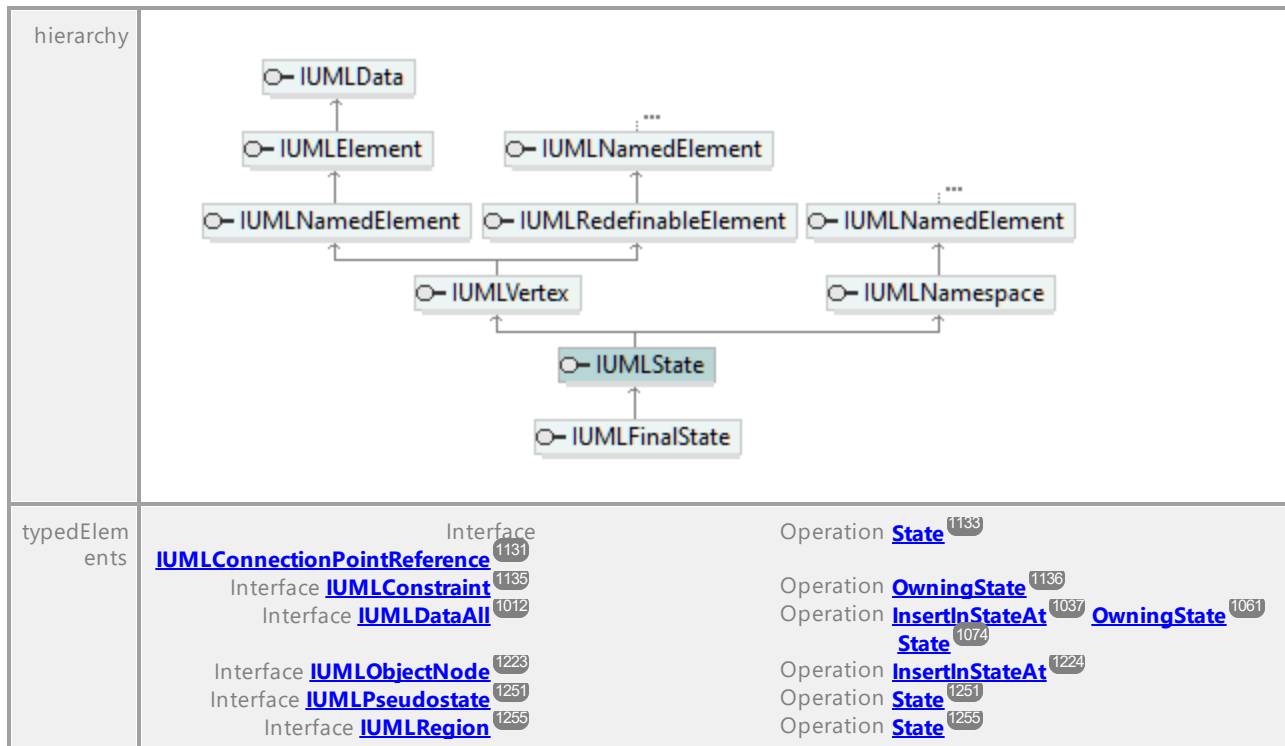 hierarchy
IUMLData
...
IUMLElement
IUMLNamedElement
...
IUMLNamedElement
IUMLRedefinableElement
IUMLNamedElement
IUMLVertex
IUMLNamespace
IUMLState
IUMLFinalState
typedElem
ents
Interface
IUMLConnectionPointReference 1131
Operation State 1133
Interface IUMLConstraint 1135
Operation OwningState 1136
Interface IUMLDataAll 1012
Operation InsertInStateAt 1037 OwningState 1061
State 1074
Interface IUMLObjectNode 1223
Operation InsertInStateAt 1224
Interface IUMLPseudostate 1251
Operation State 1251
Interface IUMLRegion 1255
Operation State 1255